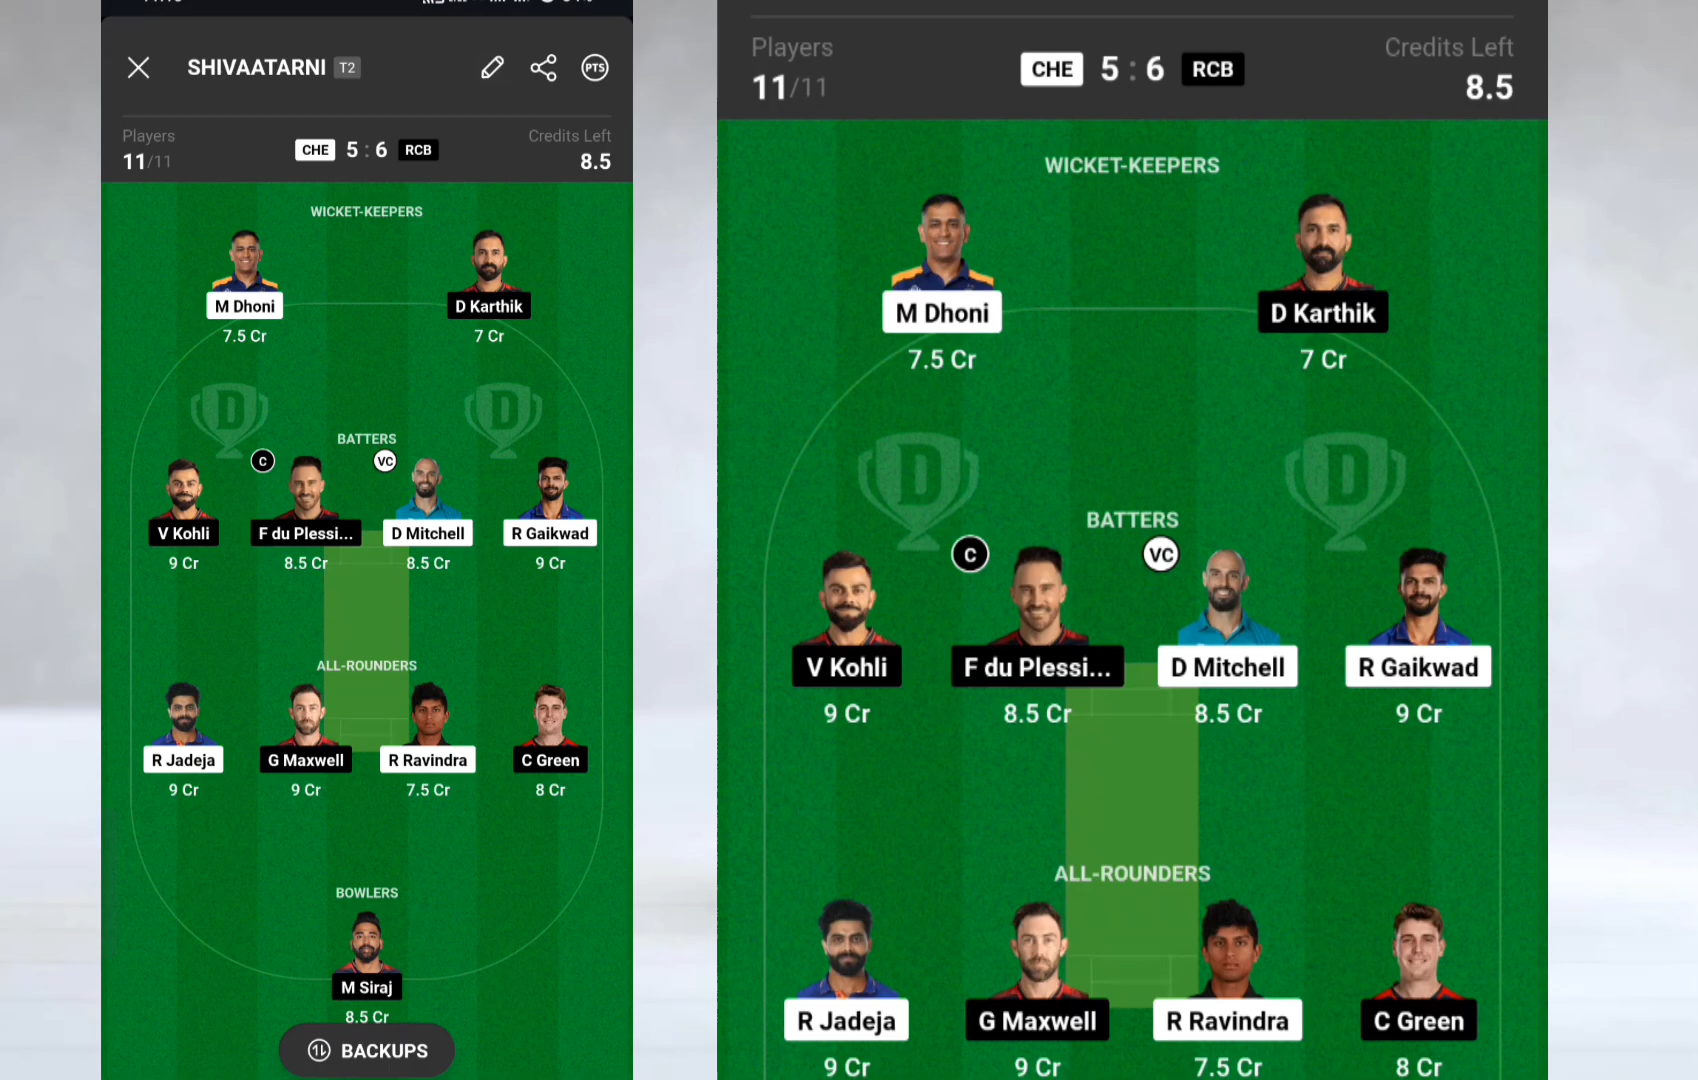 SHIVAATARNI T2
PTS
Players
11/11
CHE 5 : 6 RCB
Credits Left
8.5
WICKET-KEEPERS
M Dhoni
D Karthik
7.5 Cr
7 Cr
D
D
BATTERS
C
VC
V Kohli
F du Plessi...
D Mitchell
R Gaikwad
9 Cr
8.5 Cr
8.5 Cr
9 Cr
ALL-ROUNDERS
R Jadeja
G Maxwell
R Ravindra
C Green
9 Cr
9 Cr
7.5 Cr
8 Cr
BOWLERS
M Siraj
8.5 Cr
BACKUPS
Players
11/11
CHE 5 : 6 RCB
Credits Left
8.5
WICKET-KEEPERS
M Dhoni
D Karthik
7.5 Cr
7 Cr
D
D
BATTERS
C
VC
V Kohli
F du Plessi...
D Mitchell
R Gaikwad
9 Cr
8.5 Cr
8.5 Cr
9 Cr
ALL-ROUNDERS
R Jadeja
G Maxwell
R Ravindra
C Green
9 Cr
9 Cr
7.5 Cr
8 Cr